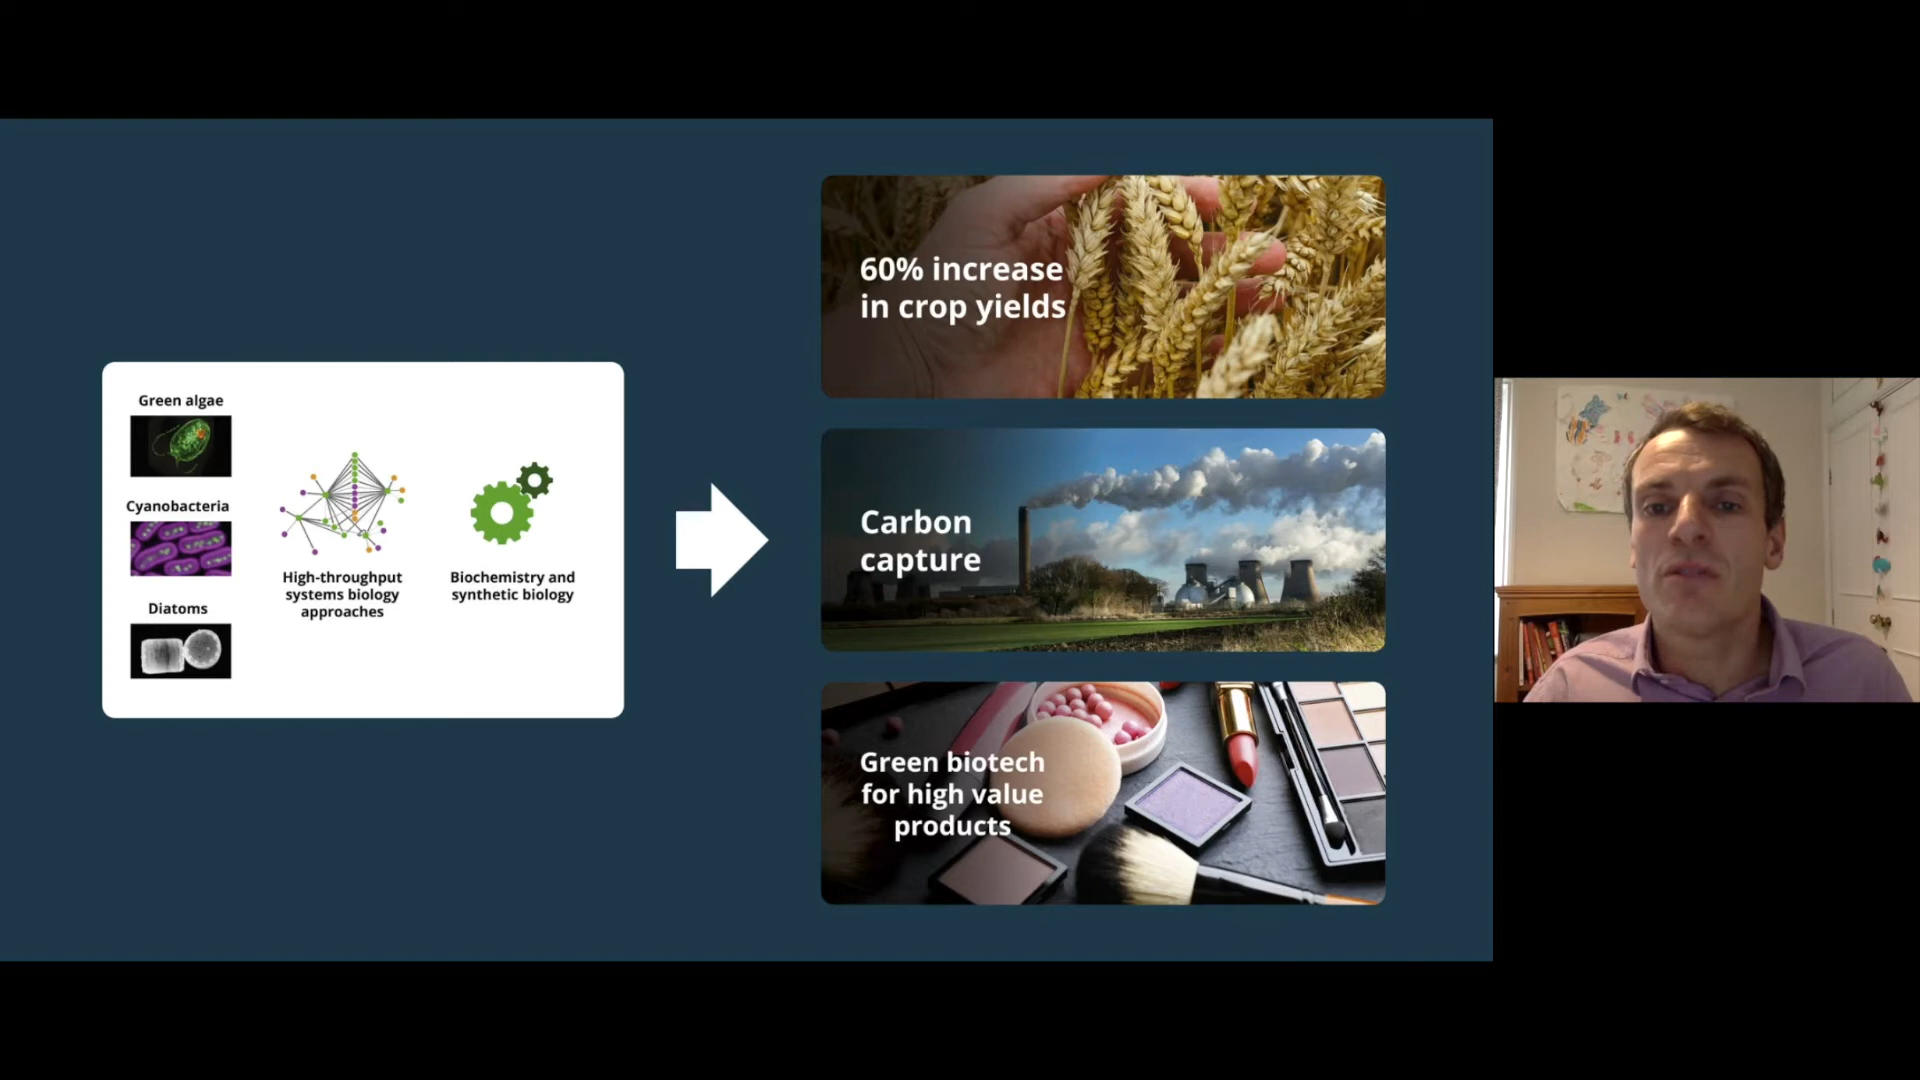 Green algae
Cyanobacteria
Diatoms
High-throughput
systems biology
approaches
Biochemistry and
synthetic biology
60% increase
in crop yields
Carbon
capture
Green biotech
for high value
products